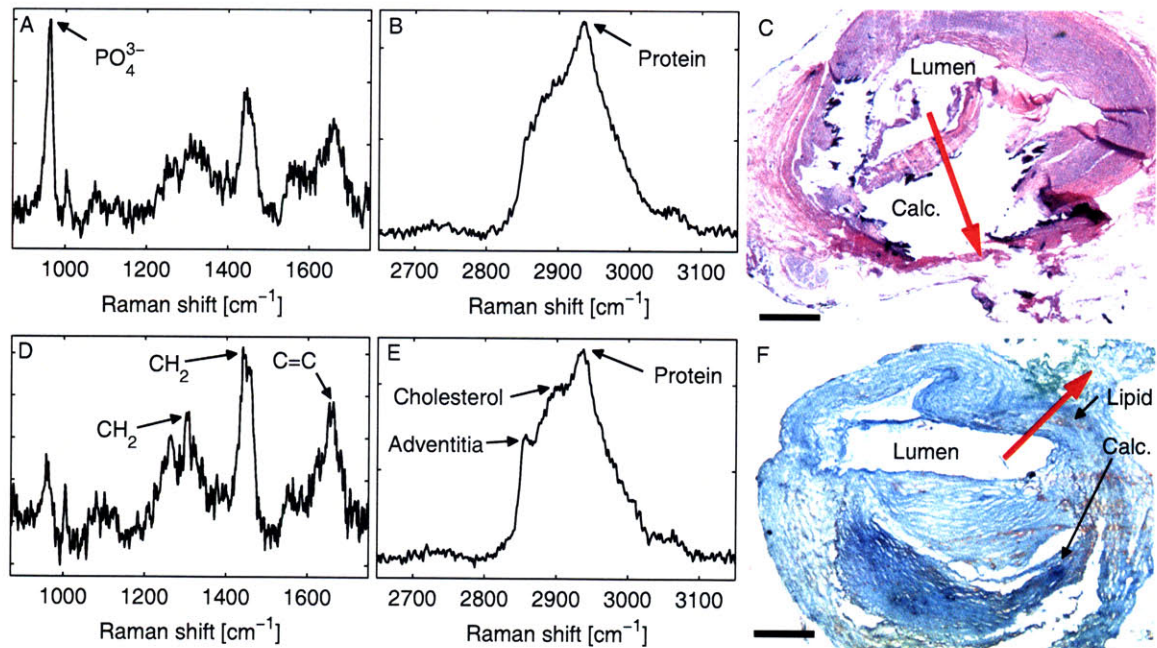 A
PO₄³⁻
1000 1200 1400 1600
Raman shift [cm⁻¹]
B
Protein
2700 2800 2900 3000 3100
Raman shift [cm⁻¹]
C
Lumen
Calc.
D
CH₂
CH₂
C=C
1000 1200 1400 1600
Raman shift [cm⁻¹]
E
Protein
Cholesterol
Adventitia
2700 2800 2900 3000 3100
Raman shift [cm⁻¹]
F
Lipid
Lumen
Calc.